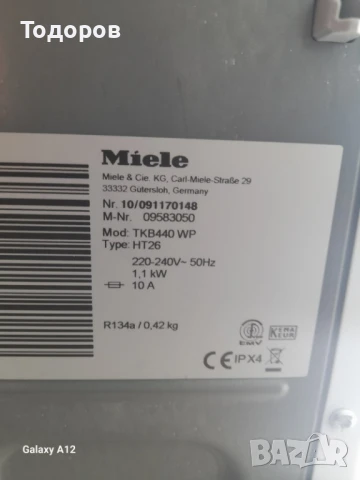 Тодоров
Miele
Miele & Cie. KG, Carl-Miele-Straße 29
33332 Gütersloh, Germany
Nr. 10/091170148
M-Nr. 09583050
Mod: TKB440 WP
Type: HT26
220-240V~ 50Hz
1,1 kW
10 A
R134a / 0,42 kg
EMV
KEMA
KEUR
CE IPX4
Galaxy A12
BAZAR